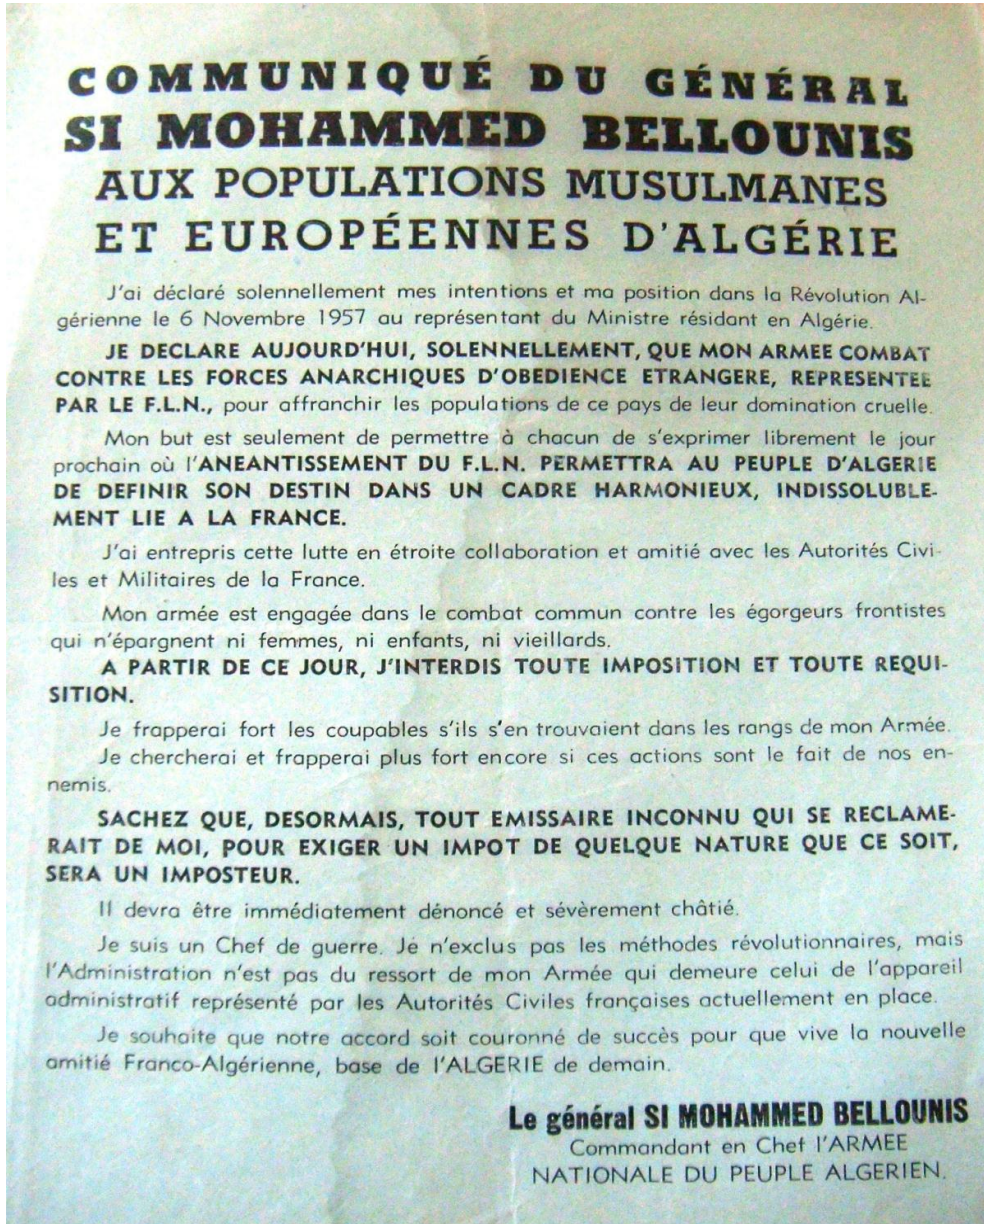 COMMUNIQUÉ DU GÉNÉRAL
SI MOHAMMED BELLOUNIS
AUX POPULATIONS MUSULMANES
ET EUROPÉENNES D'ALGÉRIE
J'ai déclaré solennellement mes intentions et ma position dans la Révolution Al-
gérienne le 6 Novembre 1957 au représentant du Ministre résidant en Algérie.
JE DECLARE AUJOURD'HUI, SOLENNELLEMENT, QUE MON ARMEE COMBAT
CONTRE LES FORCES ANARCHIQUES D'OBEDIENCE ETRANGERE, REPRESENTEE
PAR LE F.L.N., pour affranchir les populations de ce pays de leur domination cruelle.
Mon but est seulement de permettre à chacun de s'exprimer librement le jour
prochain où l'ANEANTISSEMENT DU F.L.N. PERMETTRA AU PEUPLE D'ALGERIE
DE DEFINIR SON DESTIN DANS UN CADRE HARMONIEUX, INDISSOLUBLE-
MENT LIE A LA FRANCE.
J'ai entrepris cette lutte en étroite collaboration et amitié avec les Autorités Civi-
les et Militaires de la France.
Mon armée est engagée dans le combat commun contre les égorgeurs frontistes
qui n'épargnent ni femmes, ni enfants, ni vieillards.
A PARTIR DE CE JOUR, J'INTERDIS TOUTE IMPOSITION ET TOUTE REQUI-
SITION.
Je frapperai fort les coupables s'ils s'en trouvaient dans les rangs de mon Armée.
Je chercherai et frapperai plus fort encore si ces actions sont le fait de nos en-
nemis.
SACHEZ QUE, DESORMAIS, TOUT EMISSAIRE INCONNU QUI SE RECLAME-
RAIT DE MOI, POUR EXIGER UN IMPOT DE QUELQUE NATURE QUE CE SOIT,
SERA UN IMPOSTEUR.
Il devra être immédiatement dénoncé et sévèrement châtié.
Je suis un Chef de guerre. Je n'exclus pas les méthodes révolutionnaires, mais
l'Administration n'est pas du ressort de mon Armée qui demeure celui de l'appareil
administratif représenté par les Autorités Civiles françaises actuellement en place.
Je souhaite que notre accord soit couronné de succès pour que vive la nouvelle
amitié Franco-Algérienne, base de l'ALGERIE de demain.
Le général SI MOHAMMED BELLOUNIS
Commandant en Chef l'ARMEE
NATIONALE DU PEUPLE ALGERIEN.